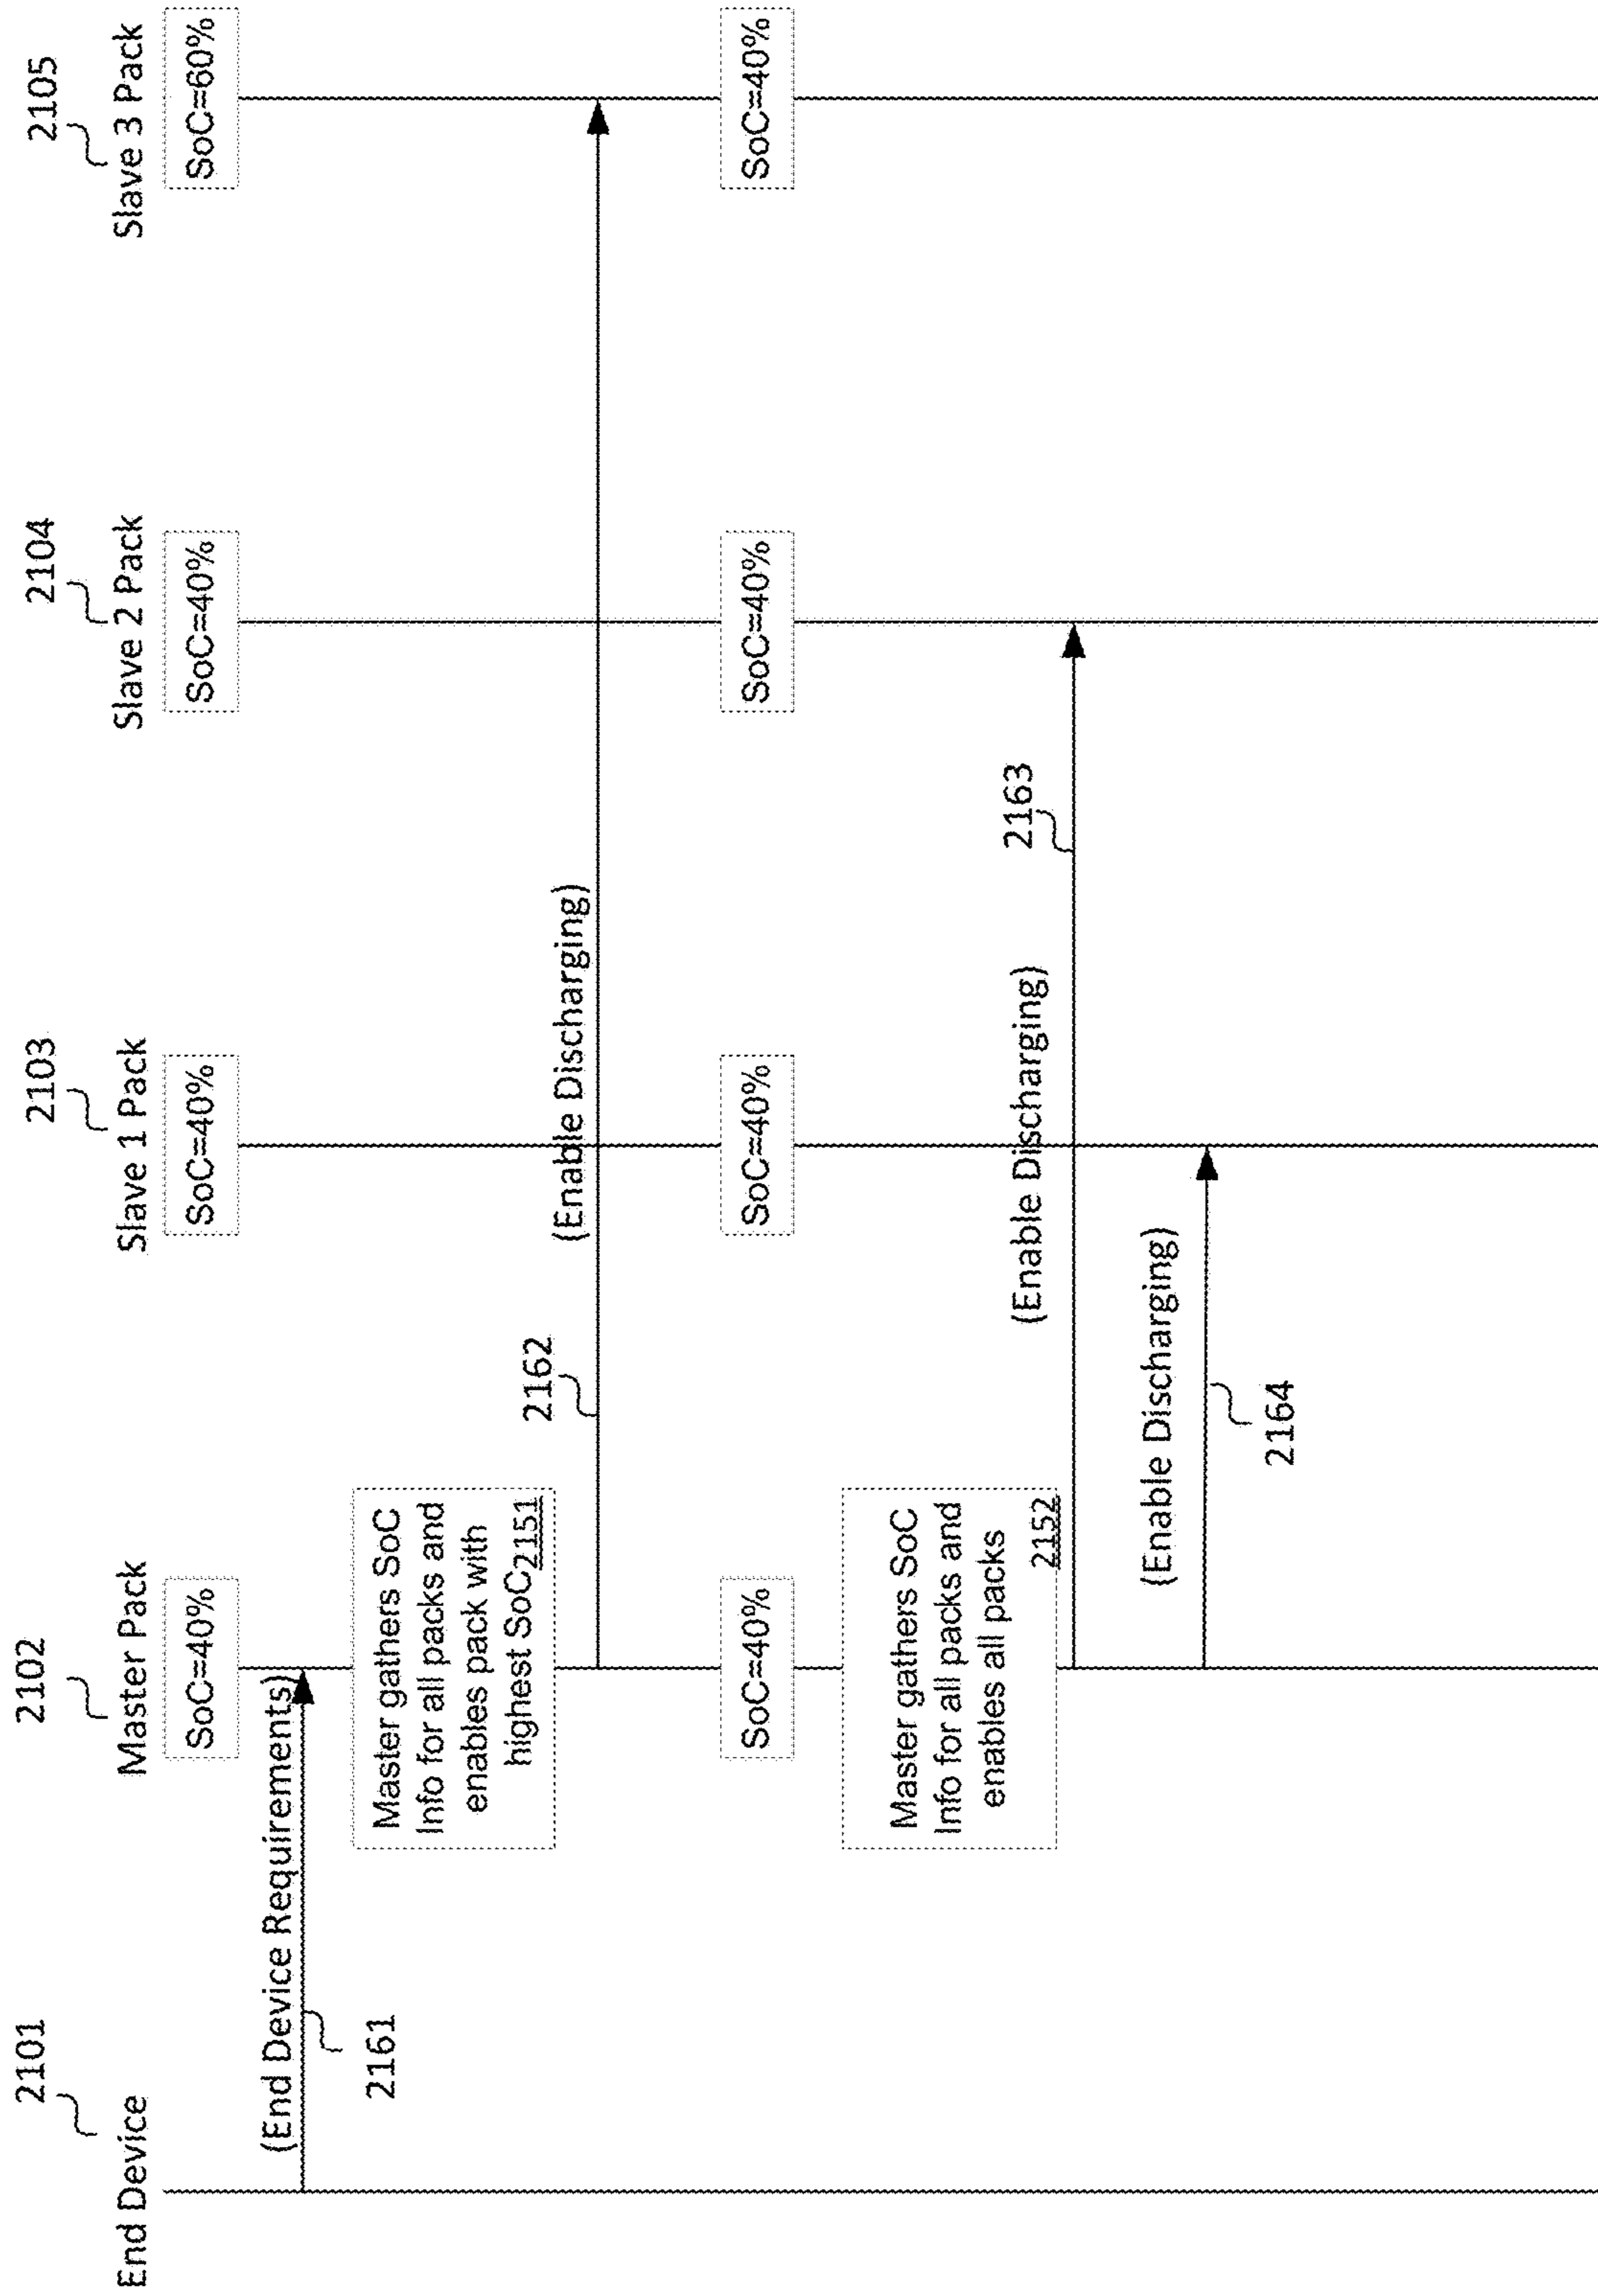 2101
2102
2103
2104
2105
End Device
Master Pack
Slave 1 Pack
Slave 2 Pack
Slave 3 Pack
SoC=40%
SoC=40%
SoC=40%
SoC=60%
(End Device Requirements)
2161
Master gathers SoC
Info for all packs and
enables pack with
highest SoC 2151
2162
(Enable Discharging)
SoC=40%
SoC=40%
SoC=40%
SoC=40%
Master gathers SoC
Info for all packs and
enables all packs
2152
(Enable Discharging)
2163
(Enable Discharging)
2164